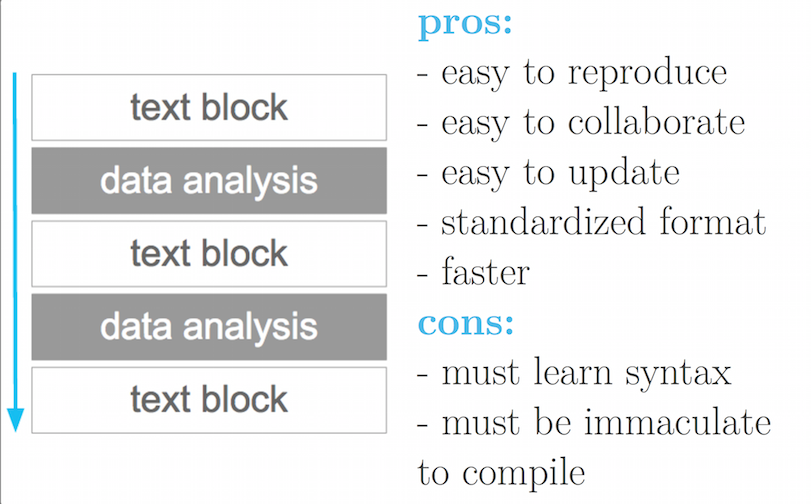 text block
data analysis
text block
data analysis
text block
pros:
- easy to reproduce
- easy to collaborate
- easy to update
- standardized format
- faster
cons:
- must learn syntax
- must be immaculate
to compile